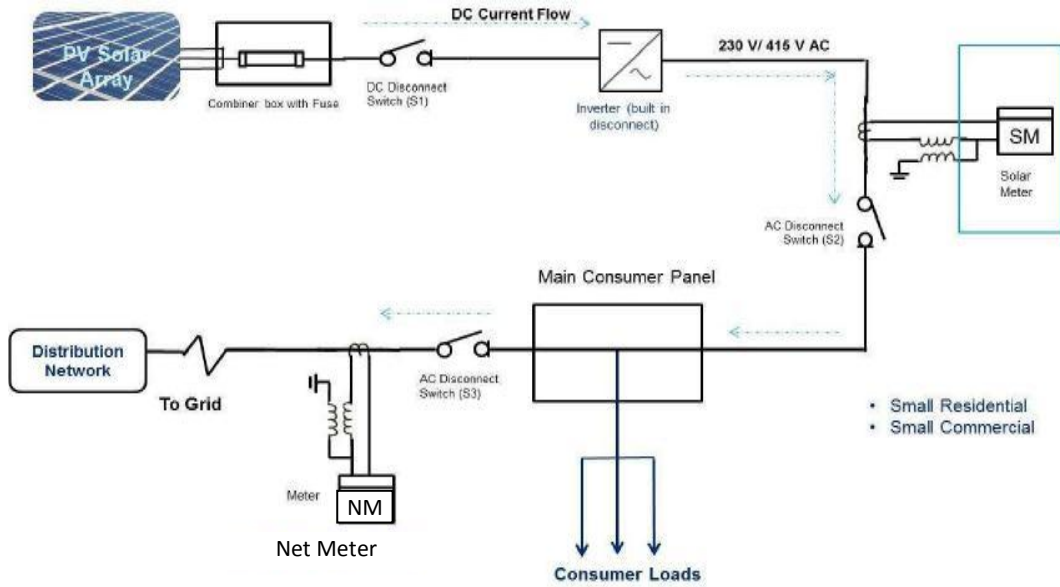 DC Current Flow
PV Solar
Array
230 V/ 415 V AC
Combiner box with Fuse
DC Disconnect
Switch (S1)
Inverter (built in
disconnect)
SM
Solar
Meter
AC Disconnect
Switch (S2)
Main Consumer Panel
Distribution
Network
To Grid
AC Disconnect
Switch (S3)
• Small Residential
• Small Commercial
Meter
NM
Net Meter
Consumer Loads